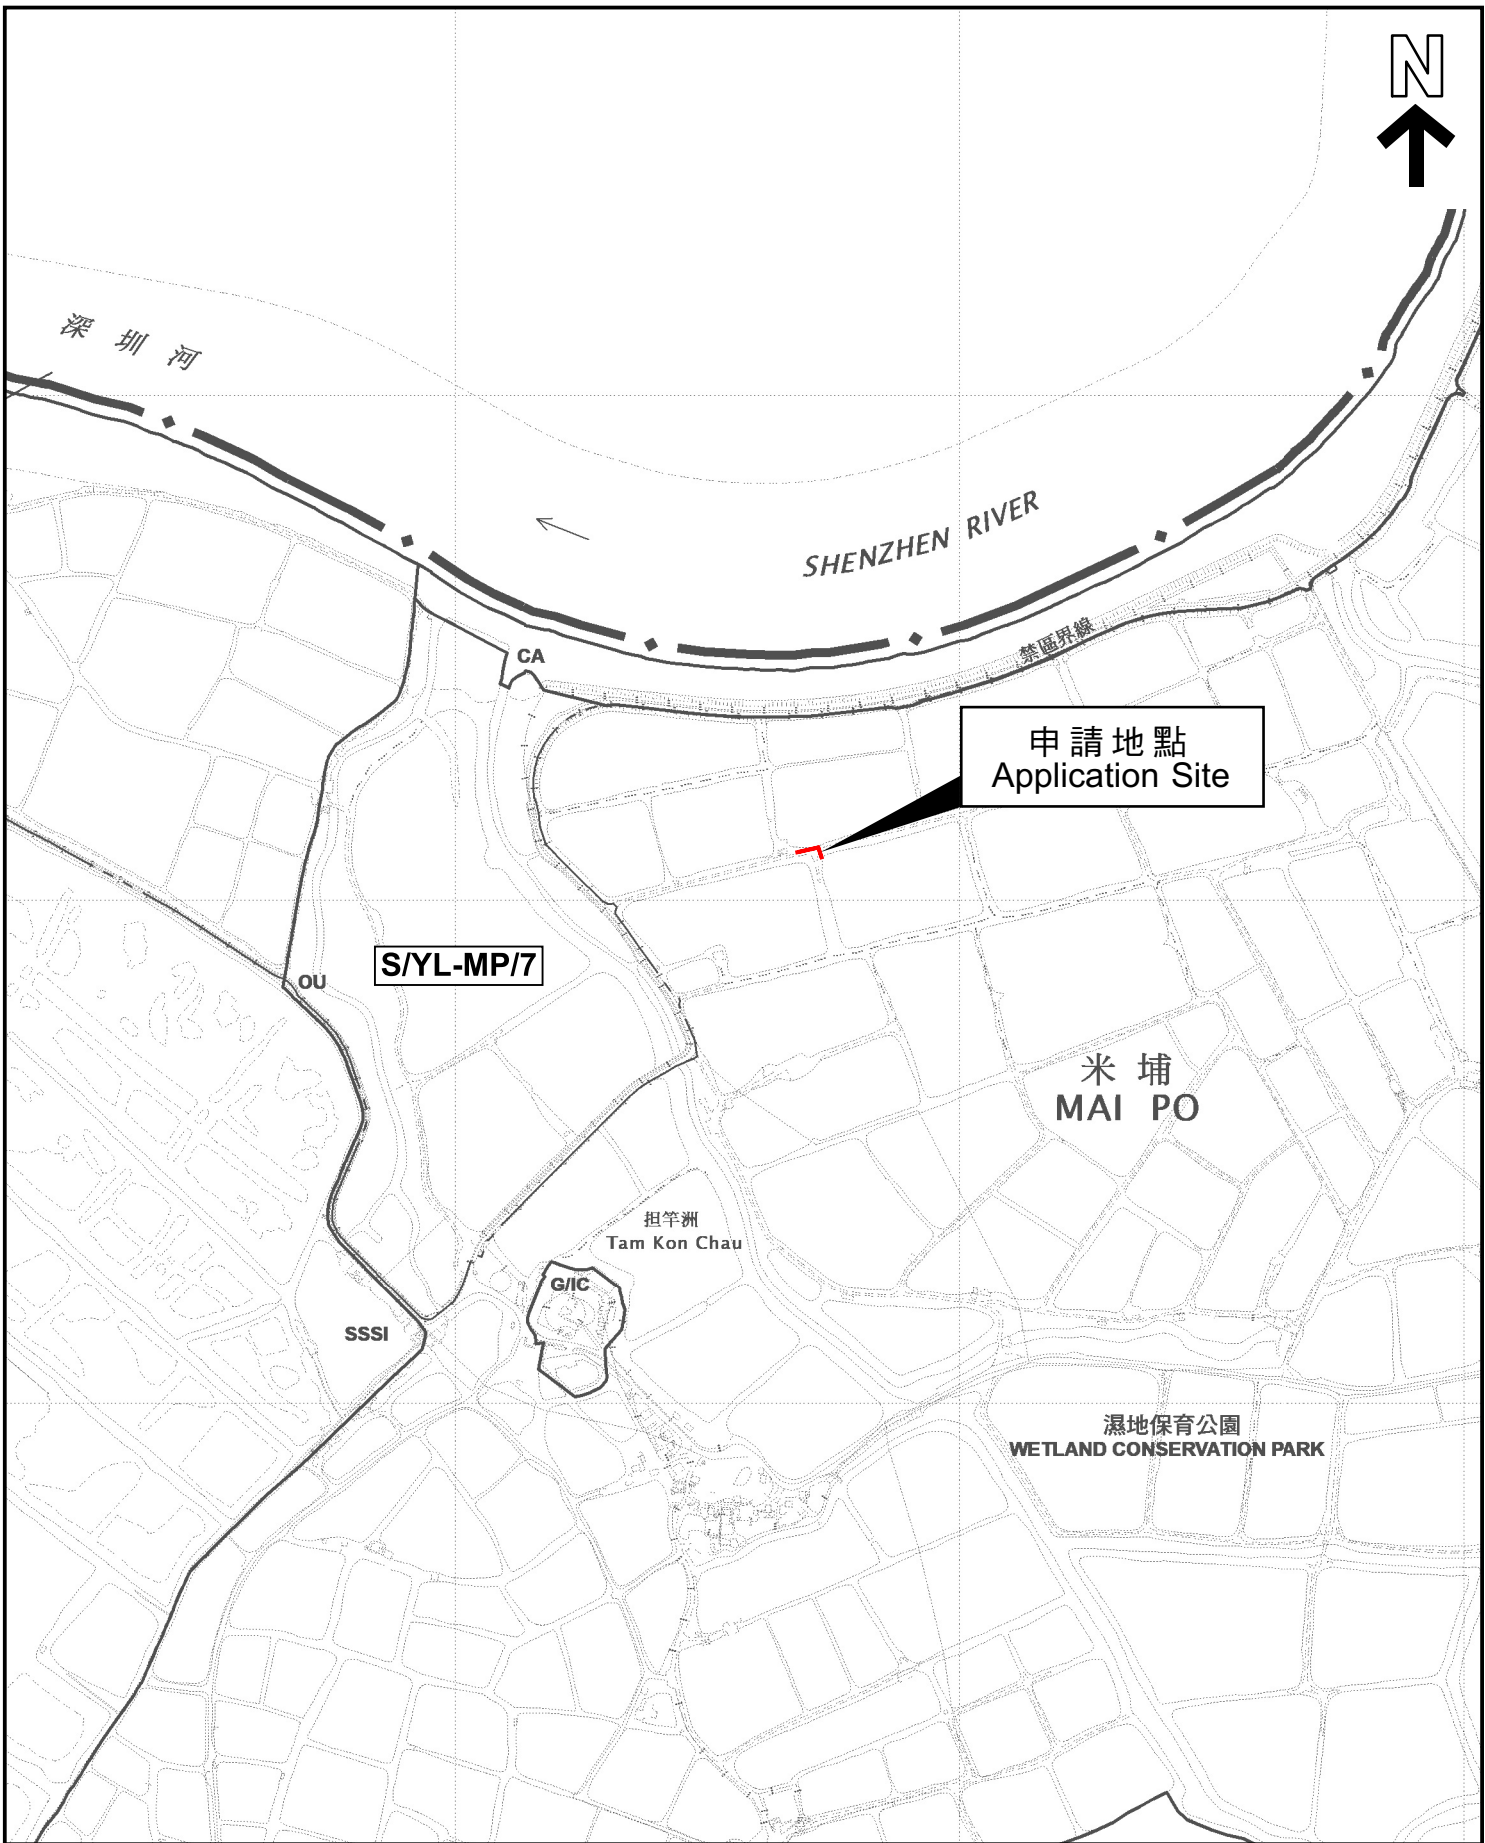 N
深圳河
SHENZHEN RIVER
禁區界線
CA
申請地點
Application Site
S/YL-MP/7
OU
米埔
MAI PO
担竿洲
Tam Kon Chau
G/IC
SSSI
濕地保育公園
WETLAND CONSERVATION PARK